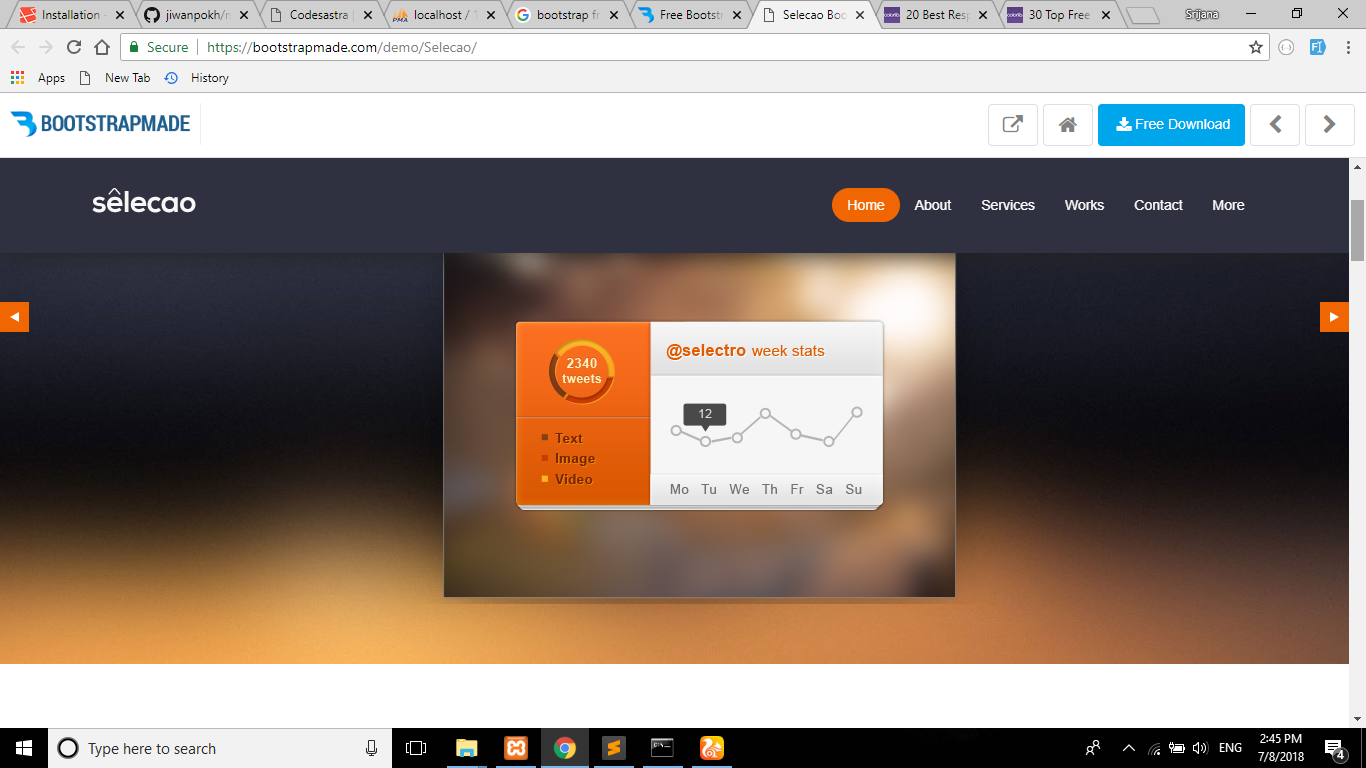 Installation
jiwanpokh/n
Codesastra
localhost /
bootstrap fr
Free Bootst
Selecao Boo
20 Best Resp
30 Top Free
Srijana
Secure https://bootstrapmade.com/demo/Selecao/
Apps New Tab History
BOOTSTRAPMADE
Free Download
sêlecao
Home About Services Works Contact More
2340
tweets
@selectro week stats
12
Text
Image
Video
Mo Tu We Th Fr Sa Su
Type here to search
ENG
2:45 PM
7/8/2018
4